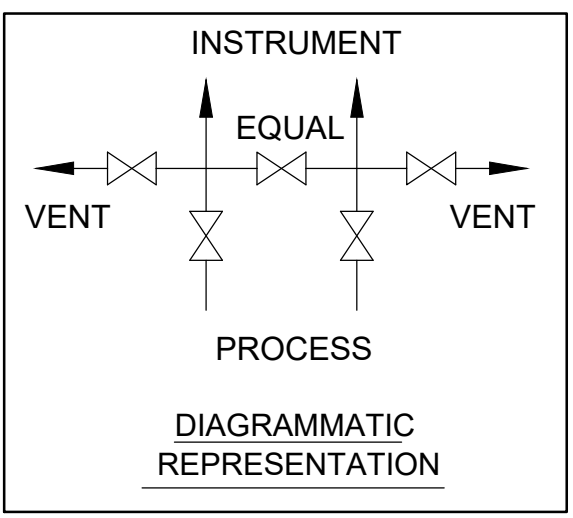 INSTRUMENT
EQUAL
VENT
VENT
PROCESS
DIAGRAMMATIC
REPRESENTATION